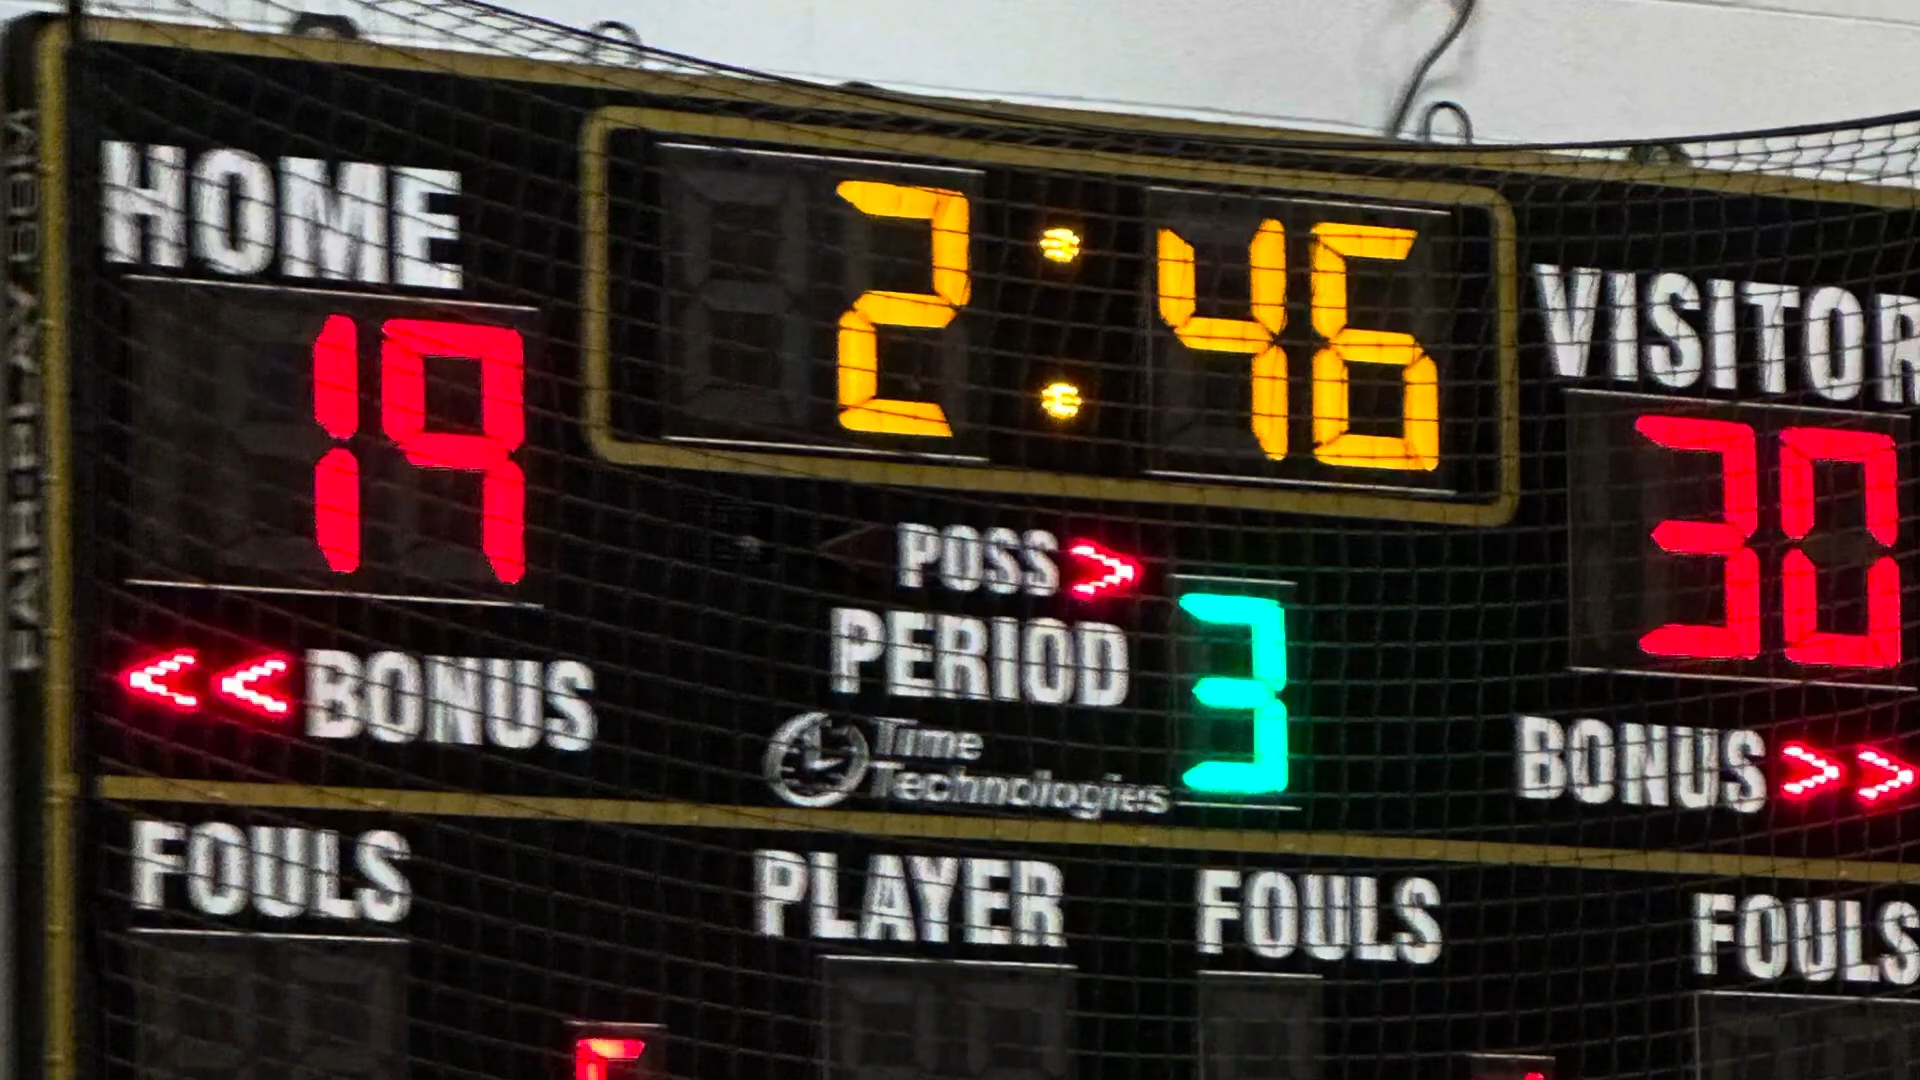 HOME
2:46
VISITOR
19
30
POSS >
PERIOD 3
<< BONUS
BONUS >>
Time
Technologies
FOULS
PLAYER FOULS
FOULS